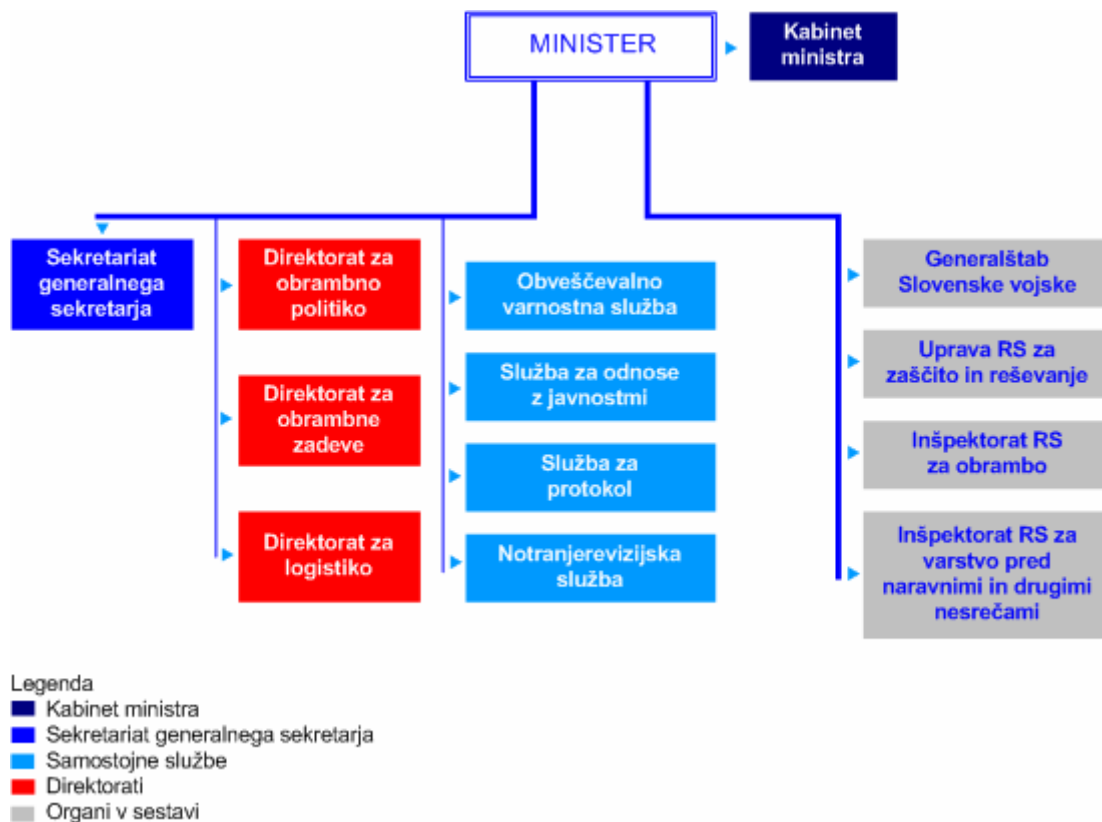 MINISTER
Kabinet
ministra
Sekretariat
generalnega
sekretarja
Direktorat za
obrambno
politiko
Direktorat za
obrambne
zadeve
Direktorat za
logistiko
Obveščevalno
varnostna služba
Služba za odnose
z javnostmi
Služba za
protokol
Notranjerevizijska
služba
Generalštab
Slovenske vojske
Uprava RS za
zaščito in reševanje
Inšpektorat RS
za obrambo
Inšpektorat RS za
varstvo pred
naravnimi in drugimi
nesrečami
Legenda
Kabinet ministra
Sekretariat generalnega sekretarja
Samostojne službe
Direktorati
Organi v sestavi